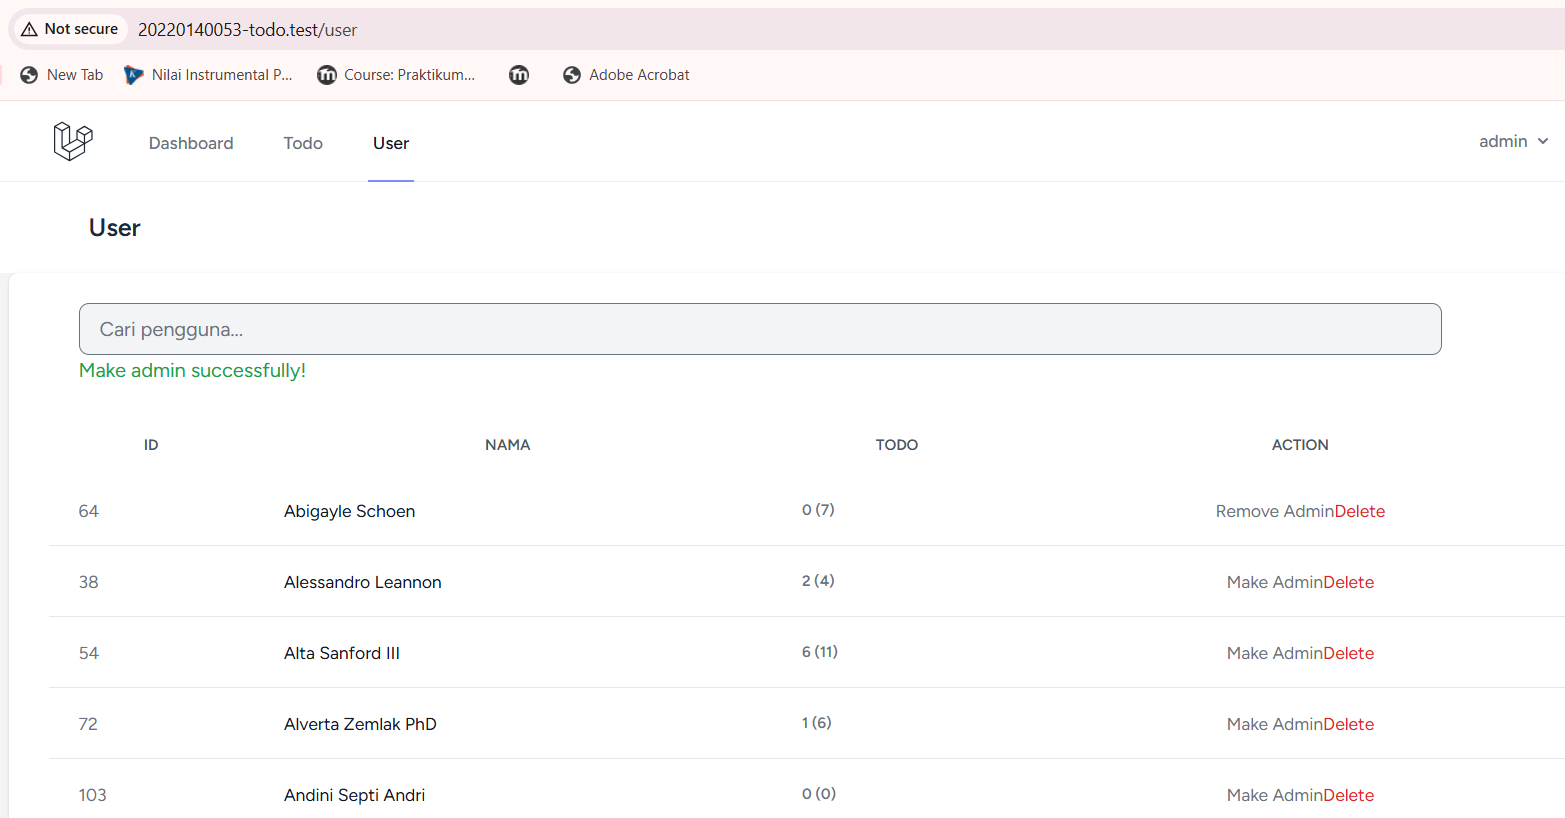 Not secure 20220140053-todo.test/user
New Tab Nilai Instrumental P... Course: Praktikum... Adobe Acrobat
Dashboard Todo User admin
User
Cari pengguna...
Make admin successfully!
ID NAMA TODO ACTION
64 Abigayle Schoen 0 (7) Remove AdminDelete
38 Alessandro Leannon 2 (4) Make AdminDelete
54 Alta Sanford III 6 (11) Make AdminDelete
72 Alverta Zemlak PhD 1 (6) Make AdminDelete
103 Andini Septi Andri 0 (0) Make AdminDelete